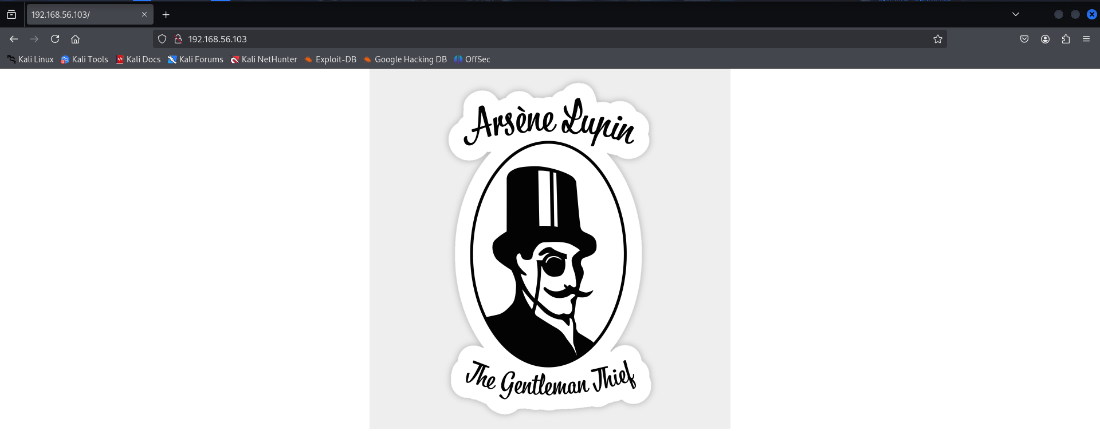 192.168.56.103/
192.168.56.103
Kali Linux Kali Tools Kali Docs Kali Forums Kali NetHunter Exploit-DB Google Hacking DB OffSec
Arsène Lupin
The Gentleman Thief